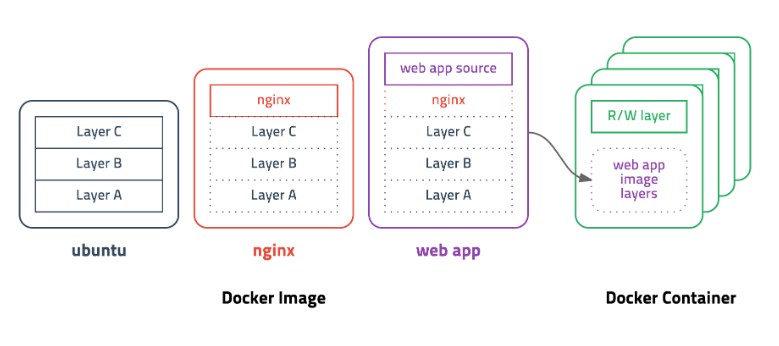 Layer C
Layer B
Layer A
ubuntu
nginx
Layer C
Layer B
Layer A
nginx
web app source
nginx
Layer C
Layer B
Layer A
web app
R/W layer
web app
image
layers
Docker Image
Docker Container